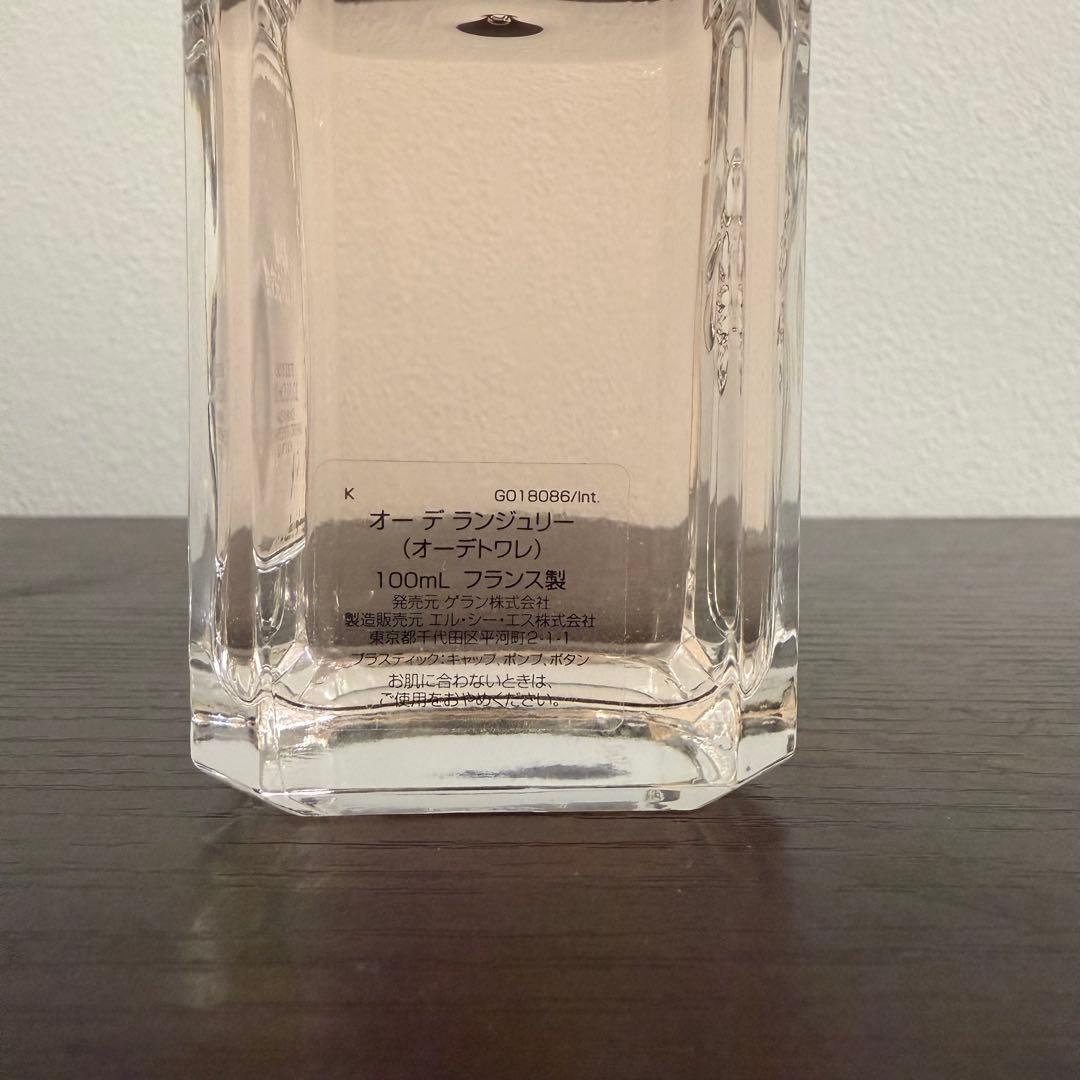 K G018086/Int.
オー デ ランジュリー
(オーデトワレ)
100mL フランス製
発売元 ゲラン株式会社
製造販売元 エル・シー・エス株式会社
東京都千代田区平河町2-1-1
プラスティック:キャップ、ポンプ、ボタン
お肌に合わないときは、
ご使用をおやめください。